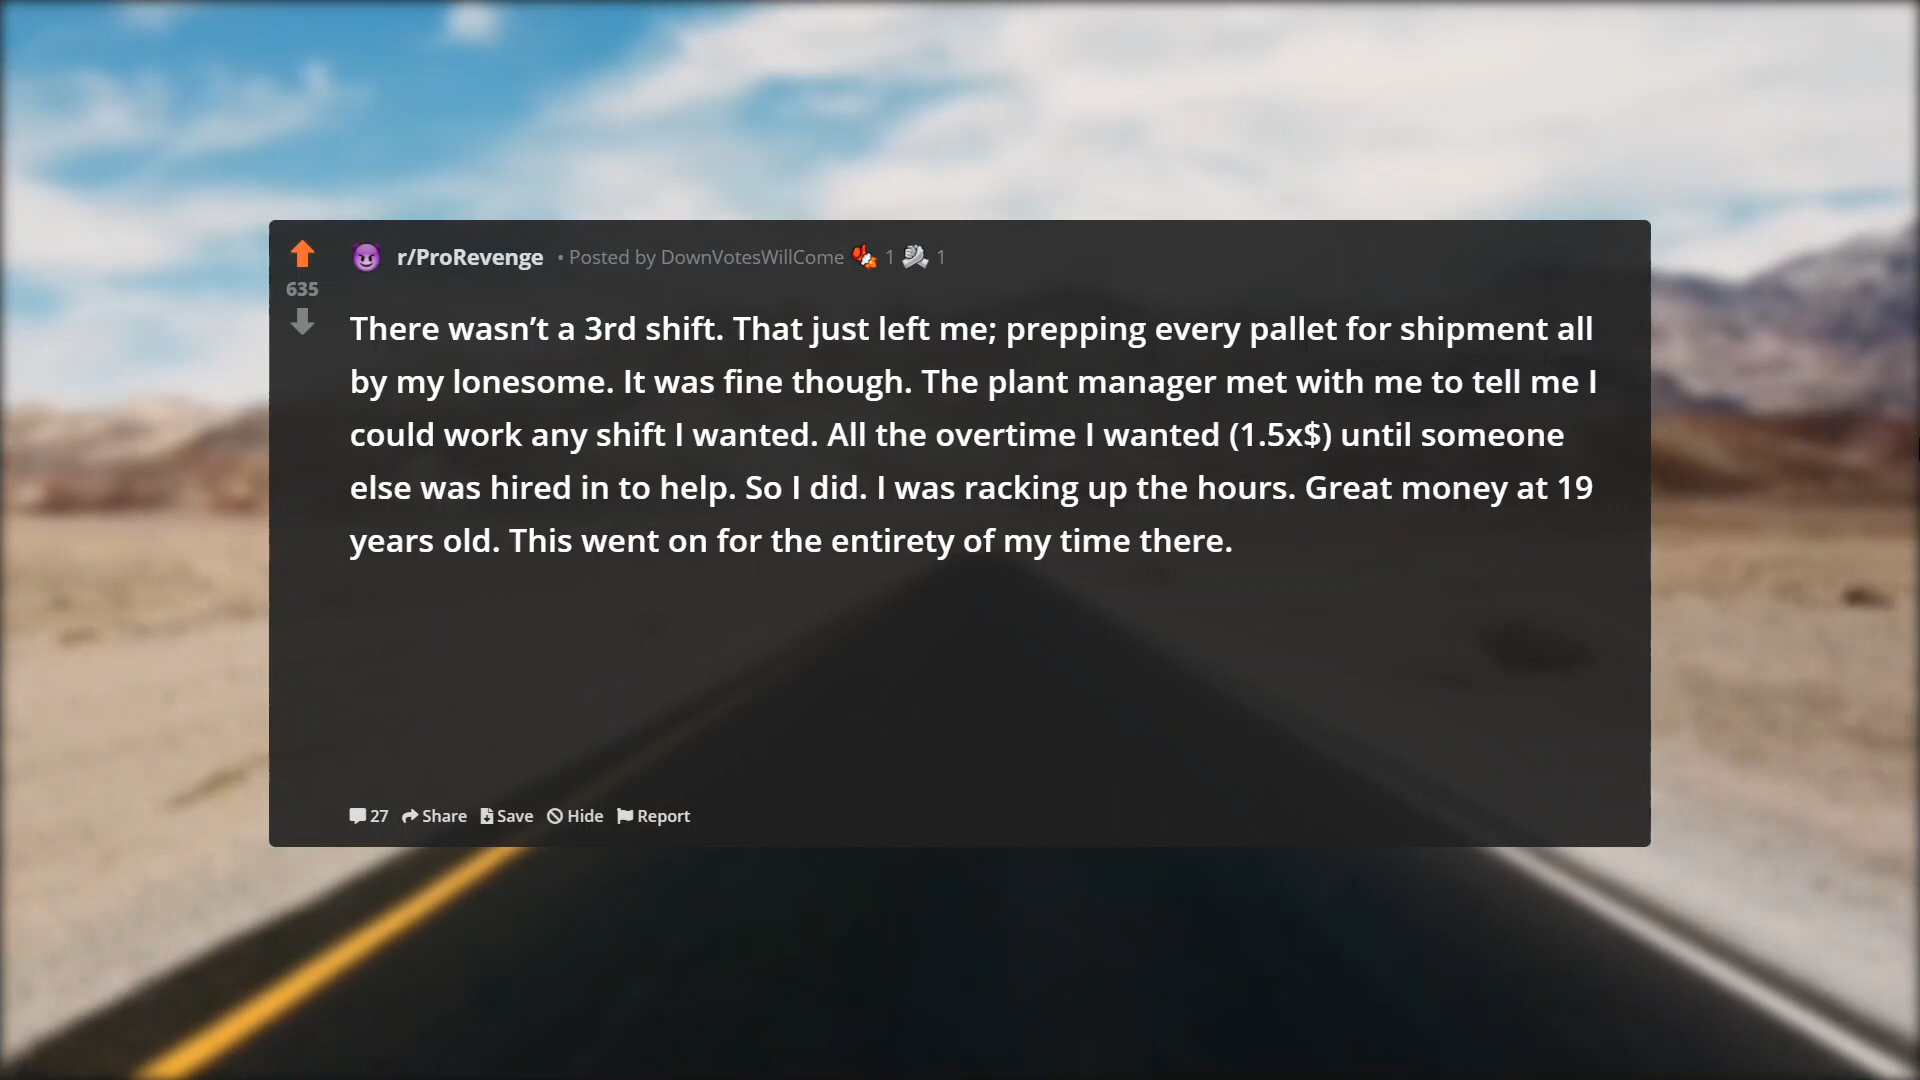 r/ProRevenge • Posted by DownVotesWillCome 1 1
635
There wasn’t a 3rd shift. That just left me; prepping every pallet for shipment all
by my lonesome. It was fine though. The plant manager met with me to tell me I
could work any shift I wanted. All the overtime I wanted (1.5x$) until someone
else was hired in to help. So I did. I was racking up the hours. Great money at 19
years old. This went on for the entirety of my time there.
27 Share Save Hide Report